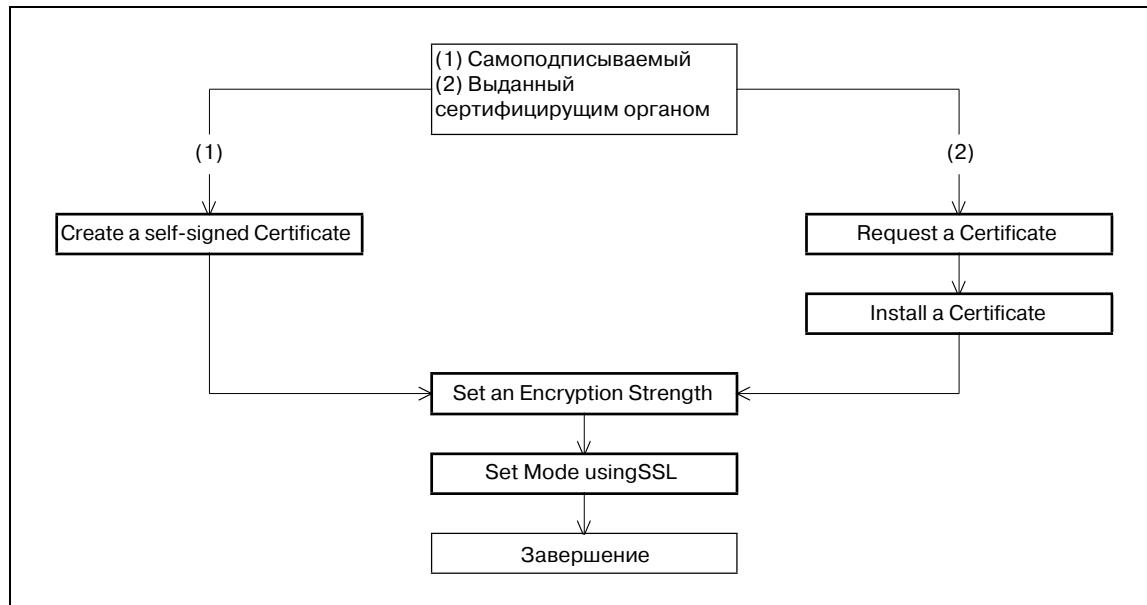 (1) Самоподписываемый
(2) Выданный
сертифицирущим органом
(1)
(2)
Create a self-signed Certificate
Request a Certificate
Install a Certificate
Set an Encryption Strength
Set Mode usingSSL
Завершение